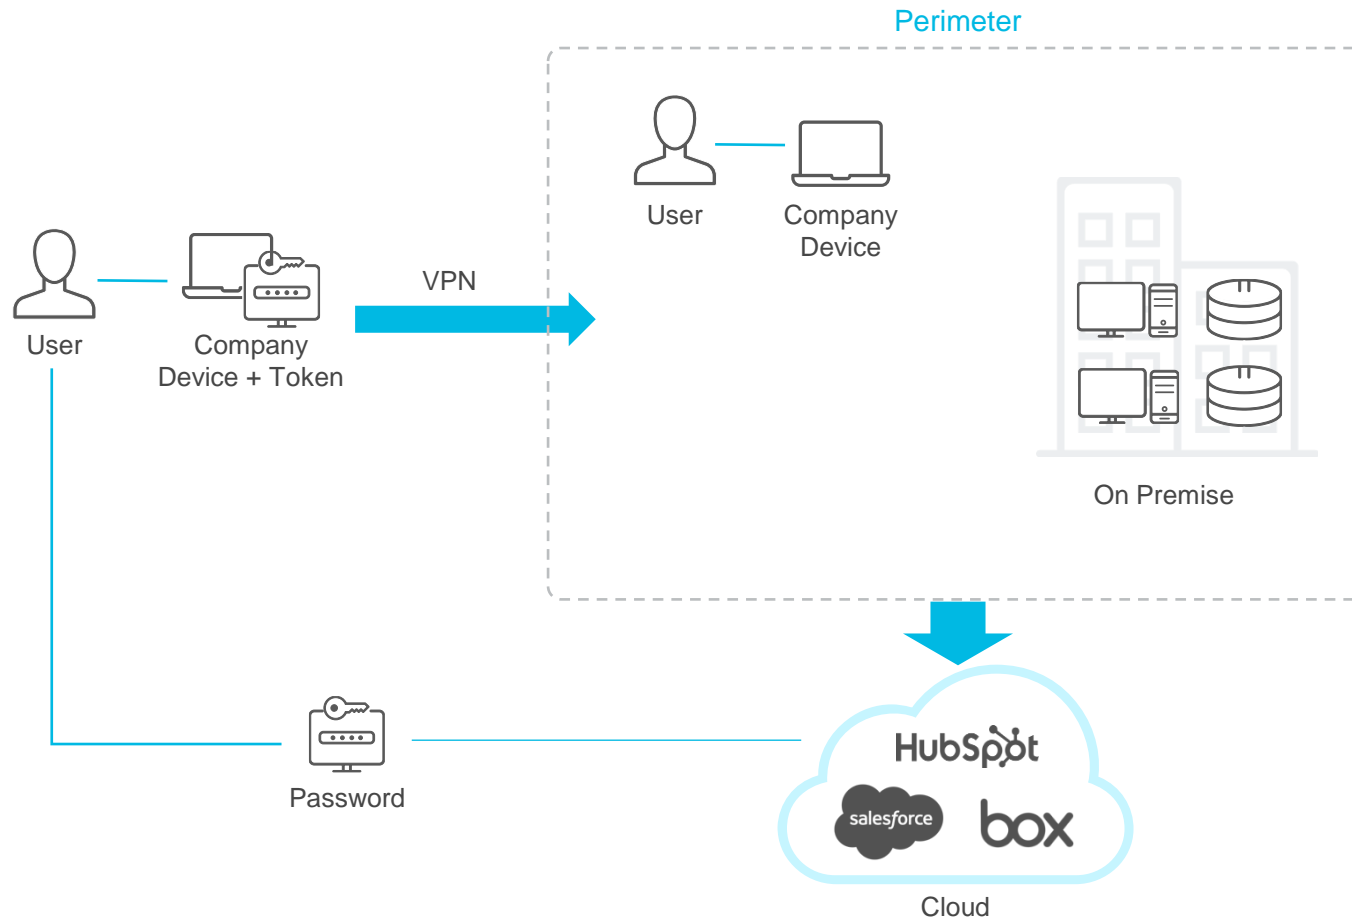 Perimeter
User
Company
Device
VPN
User
Company
Device + Token
On Premise
HubSpot
salesforce
box
Password
Cloud